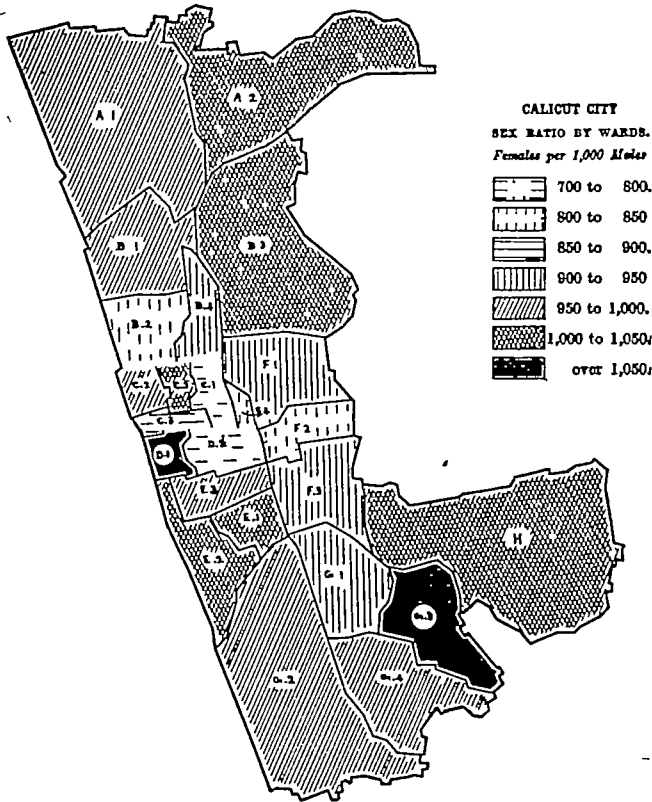 CALICUT CITY
SEX RATIO BY WARDS.
Females per 1,000 Males
700 to 800.
800 to 850
850 to 900.
900 to 950
950 to 1,000.
1,000 to 1,050.
over 1,050.
A 1
A 2
B 1
B 3
B.2
B.4
F.1
C.2
C.1
C.3
F 2
D.1
D.2
F.3
H
G.1
G.2
G.4